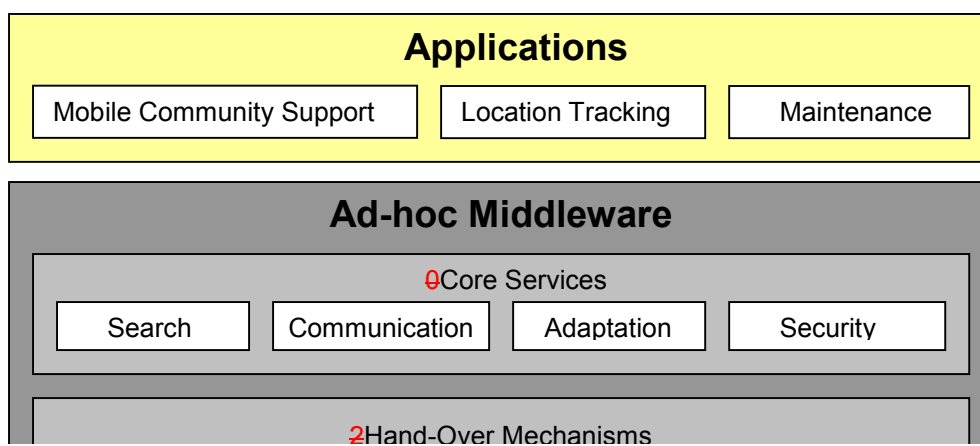 Applications
Mobile Community Support Location Tracking Maintenance
Ad-hoc Middleware
0Core Services
Search Communication Adaptation Security
2Hand-Over Mechanisms